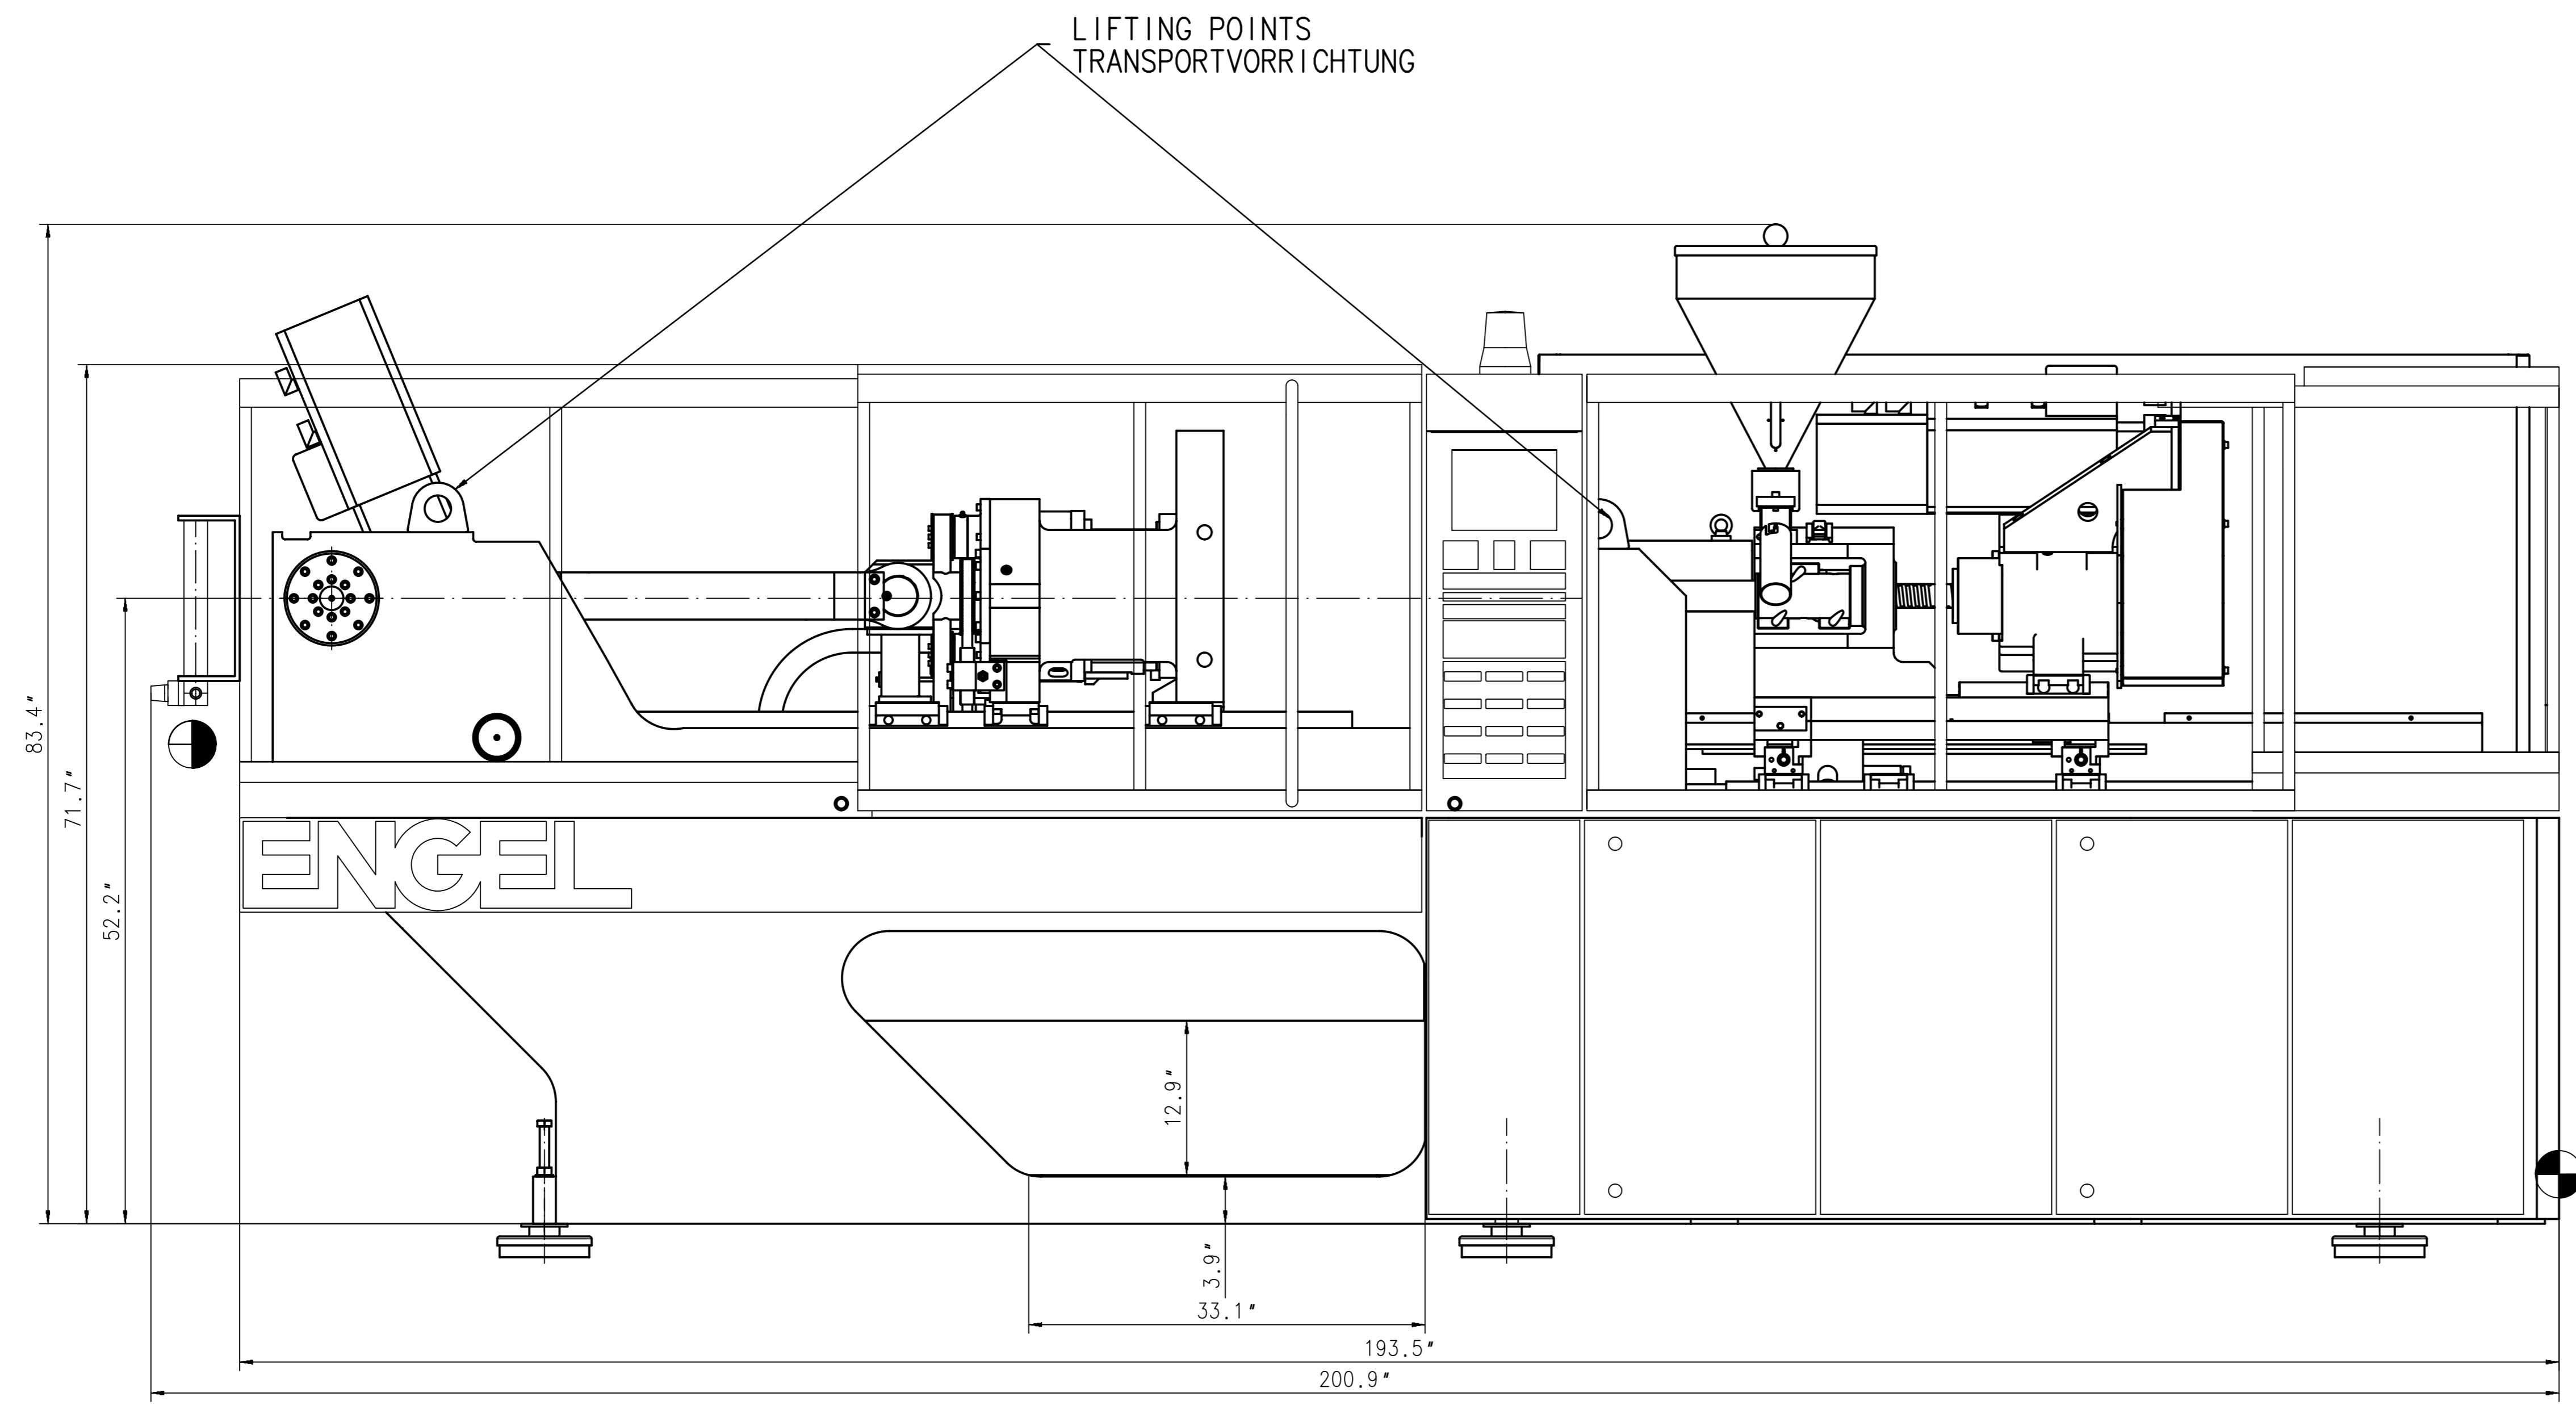 LIFTING POINTS
TRANSPORTVORRICHTUNG
83.4"
71.7"
52.2"
ENGEL
12.9"
3.9"
33.1"
193.5"
200.9"